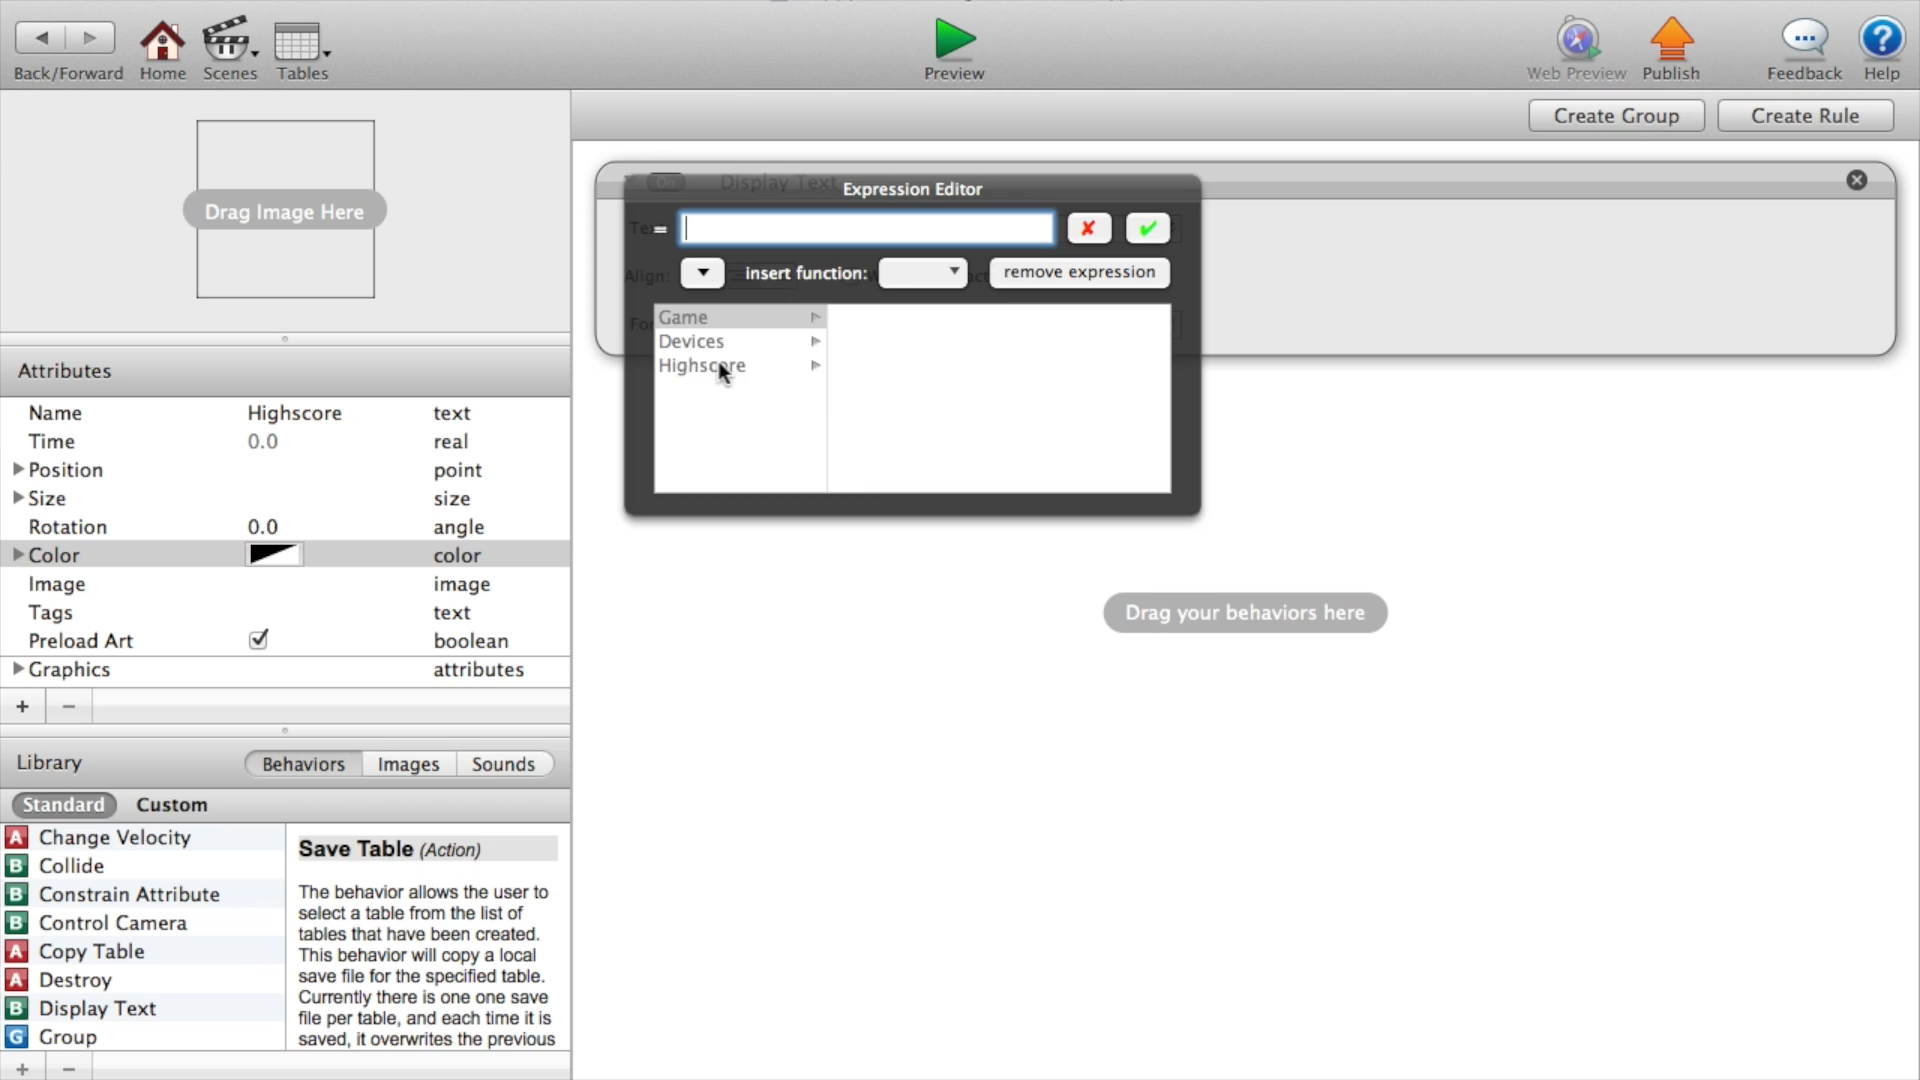 Back/Forward
Home
Scenes
Tables
Preview
Web Preview
Publish
Feedback
Help
Create Group
Create Rule
Drag Image Here
On
Display Text
Expression Editor
=
insert function:
remove expression
Align:
Game
Devices
Highscore
Attributes
Name Highscore text
Time 0.0 real
Position point
Size size
Rotation 0.0 angle
Color color
Image image
Tags text
Preload Art boolean
Graphics attributes
+ −
Drag your behaviors here
Library
Behaviors
Images
Sounds
Standard
Custom
A Change Velocity
B Collide
B Constrain Attribute
B Control Camera
A Copy Table
A Destroy
B Display Text
G Group
Save Table (Action)
The behavior allows the user to
select a table from the list of
tables that have been created.
This behavior will copy a local
save file for the specified table.
Currently there is one one save
file per table, and each time it is
saved, it overwrites the previous
+ −